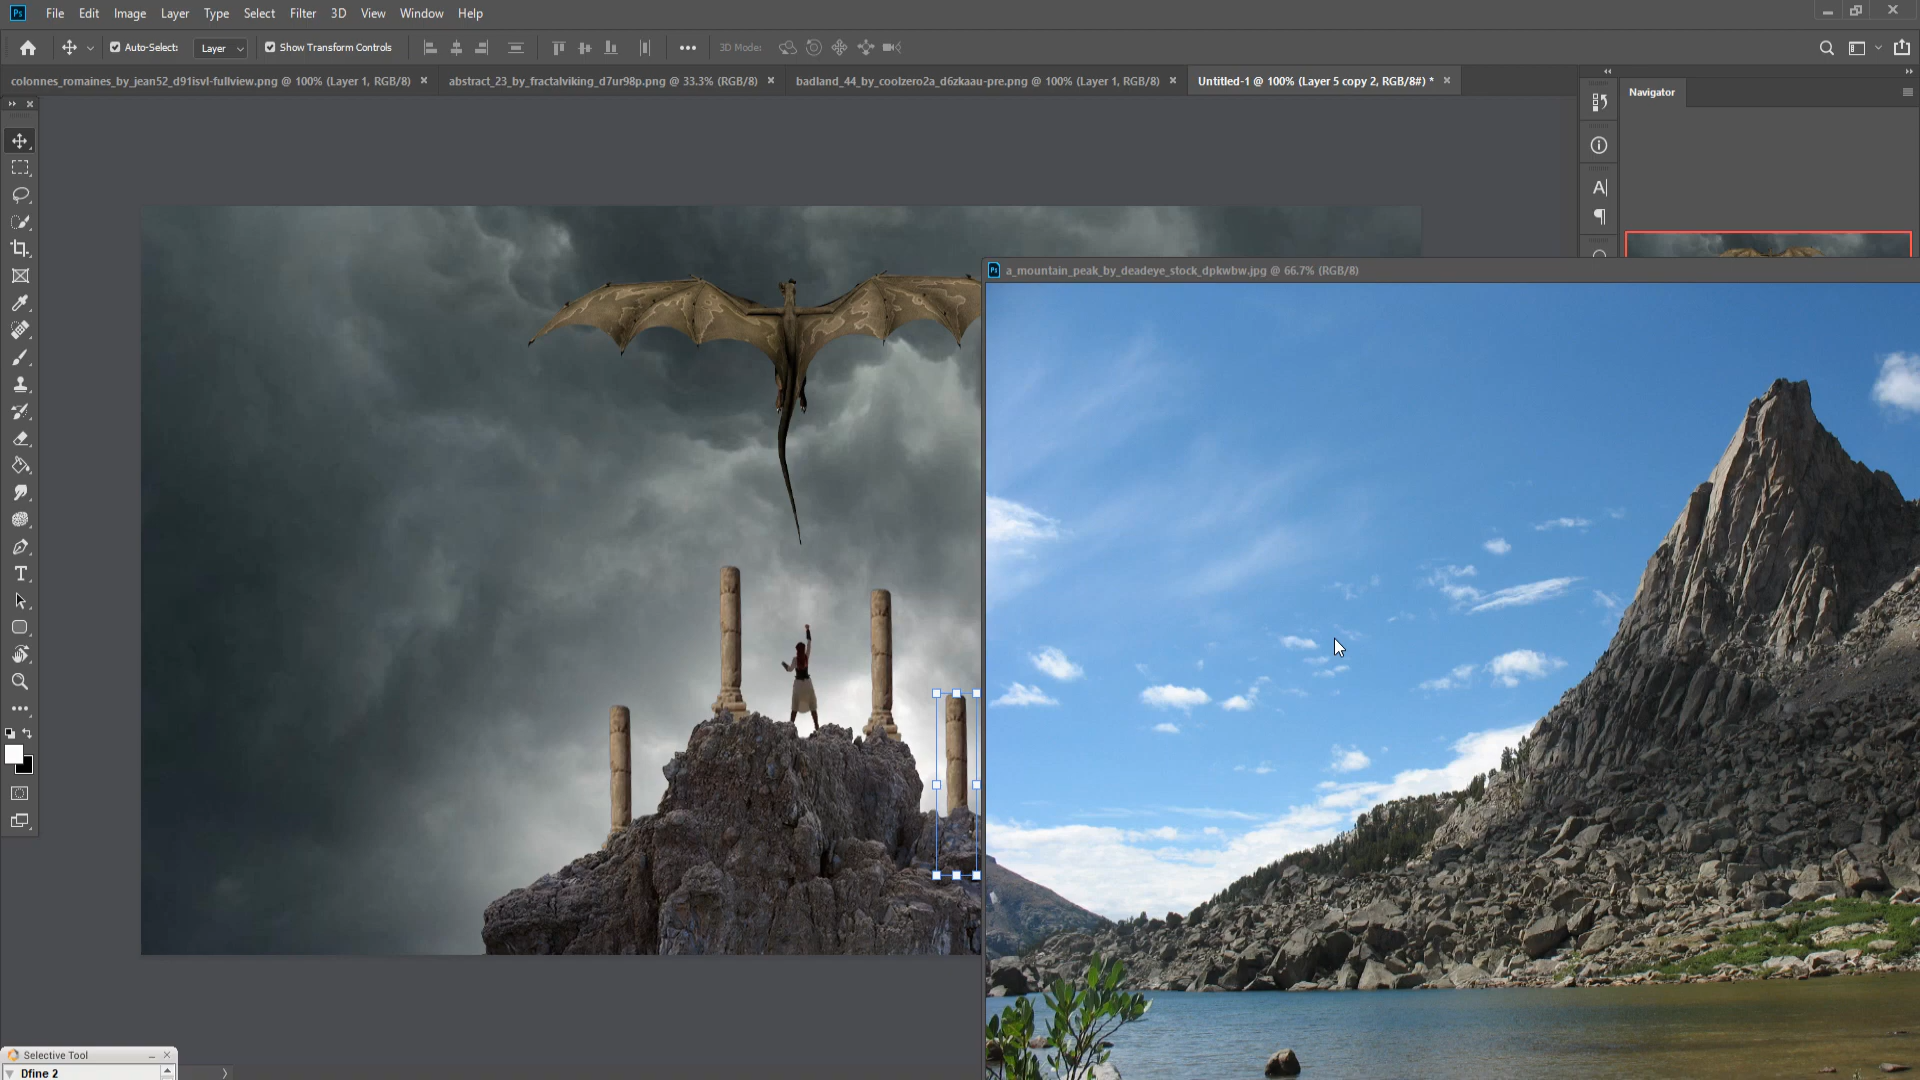 Ps File Edit Image Layer Type Select Filter 3D View Window Help
Auto-Select: Layer Show Transform Controls 3D Mode:
colonnes_romaines_by_jean52_d91isvl-fullview.png @ 100% (Layer 1, RGB/8) abstract_23_by_fractalviking_d7ur98p.png @ 33.3% (RGB/8) badland_44_by_coolzero2a_d6zkaau-pre.png @ 100% (Layer 1, RGB/8) Untitled-1 @ 100% (Layer 5 copy 2, RGB/8#) *
Navigator
Ps a_mountain_peak_by_deadeye_stock_dpkwbw.jpg @ 66.7% (RGB/8)
Selective Tool
Dfine 2